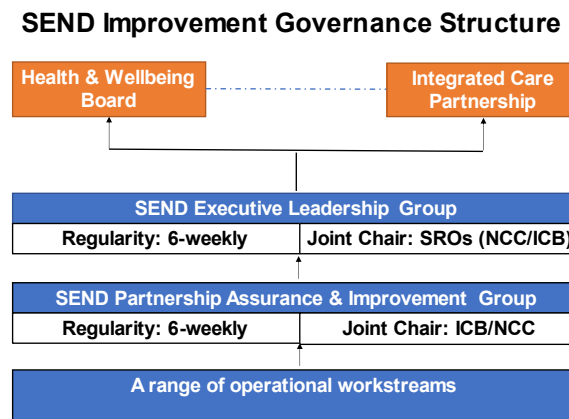 SEND Improvement Governance Structure
Health & Wellbeing
Board
Integrated Care
Partnership
SEND Executive Leadership Group
Regularity: 6-weekly
Joint Chair: SROs (NCC/ICB)
SEND Partnership Assurance & Improvement Group
Regularity: 6-weekly
Joint Chair: ICB/NCC
A range of operational workstreams